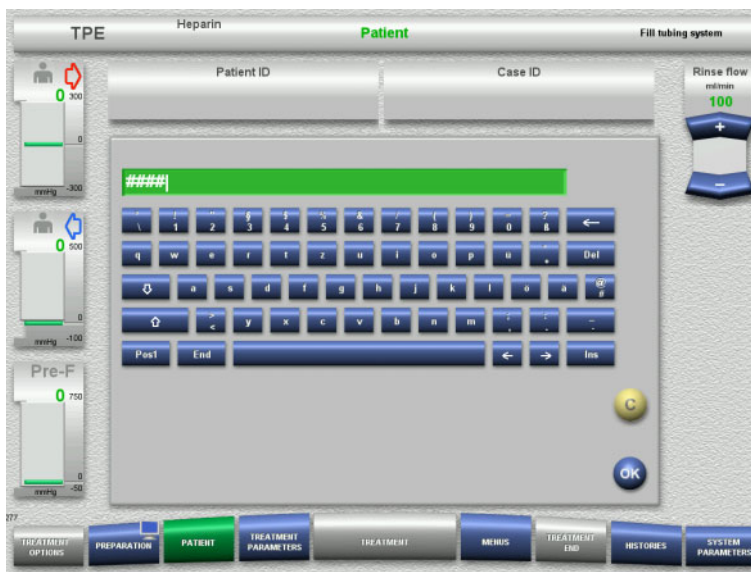 TPE
Heparin
Patient
Fill tubing system
0
300
0
-300
mmHg
0
500
0
-100
mmHg
Pre-F
0
750
0
-50
mmHg
Patient ID
Case ID
####
\ ! 1 " 2 § 3 $ 4 % 5 & 6 / 7 ( 8 ) 9 = 0 ? ß ←
q w e r t z u i o p ü Del
a s d f g h j k l ö ä @ #
> < y x c v b n m ; , : . _ -
Pos1 End ← → Ins
C
OK
Rinse flow
ml/min
100
+
−
277
TREATMENT
OPTIONS
PREPARATION
PATIENT
TREATMENT
PARAMETERS
TREATMENT
MENUS
TREATMENT
END
HISTORIES
SYSTEM
PARAMETERS